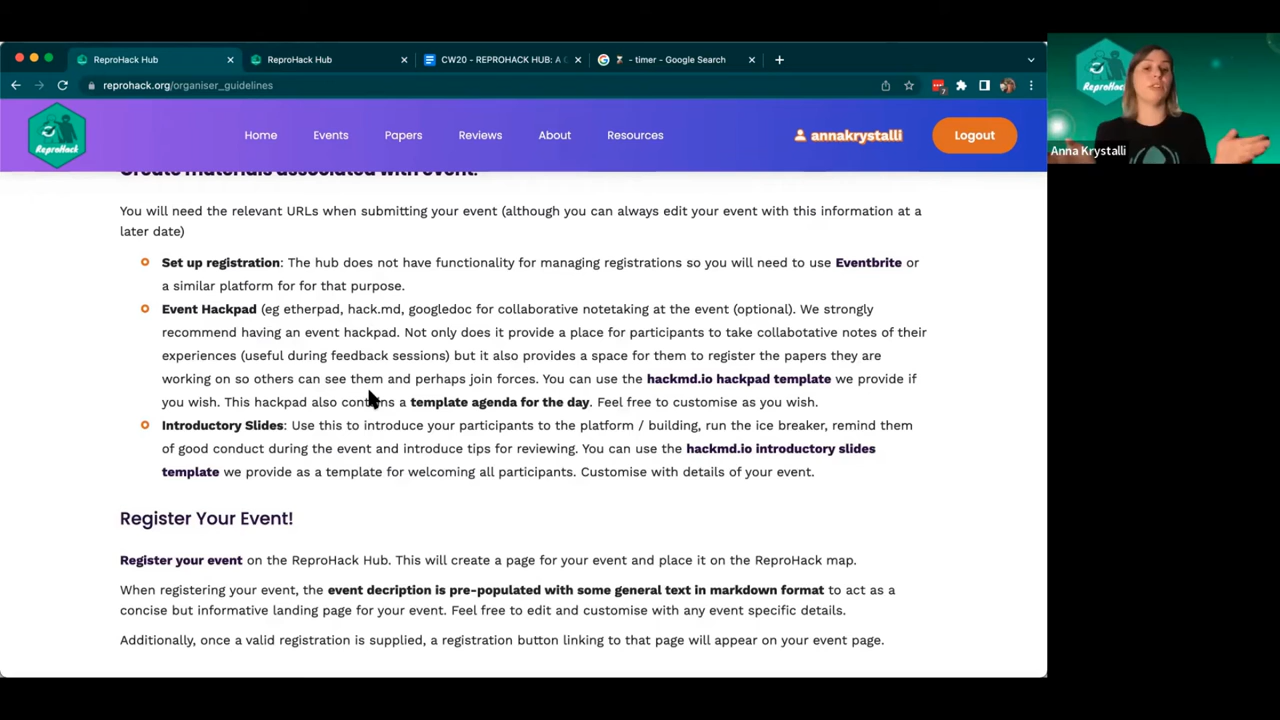 ReproHack Hub
ReproHack Hub
CW20 - REPROHACK HUB: A C
- timer - Google Search
reprohack.org/organiser_guidelines
ReproHack
Home
Events
Papers
Reviews
About
Resources
annakrystalli
Logout
Create materials associated with event.
You will need the relevant URLs when submitting your event (although you can always edit your event with this information at a
later date)
Set up registration: The hub does not have functionality for managing registrations so you will need to use Eventbrite or
a similar platform for for that purpose.
Event Hackpad (eg etherpad, hack.md, googledoc for collaborative notetaking at the event (optional). We strongly
recommend having an event hackpad. Not only does it provide a place for participants to take collabotative notes of their
experiences (useful during feedback sessions) but it also provides a space for them to register the papers they are
working on so others can see them and perhaps join forces. You can use the hackmd.io hackpad template we provide if
you wish. This hackpad also contains a template agenda for the day. Feel free to customise as you wish.
Introductory Slides: Use this to introduce your participants to the platform / building, run the ice breaker, remind them
of good conduct during the event and introduce tips for reviewing. You can use the hackmd.io introductory slides
template we provide as a template for welcoming all participants. Customise with details of your event.
Register Your Event!
Register your event on the ReproHack Hub. This will create a page for your event and place it on the ReproHack map.
When registering your event, the event decription is pre-populated with some general text in markdown format to act as a
concise but informative landing page for your event. Feel free to edit and customise with any event specific details.
Additionally, once a valid registration is supplied, a registration button linking to that page will appear on your event page.
Anna Krystalli